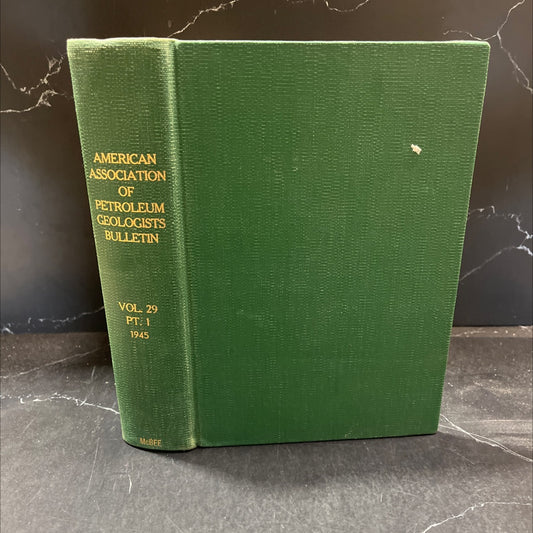 AMERICAN
ASSOCIATION
OF
PETROLEUM
GEOLOGISTS
BULLETIN
VOL. 29
PT. 1
1945
McBEE